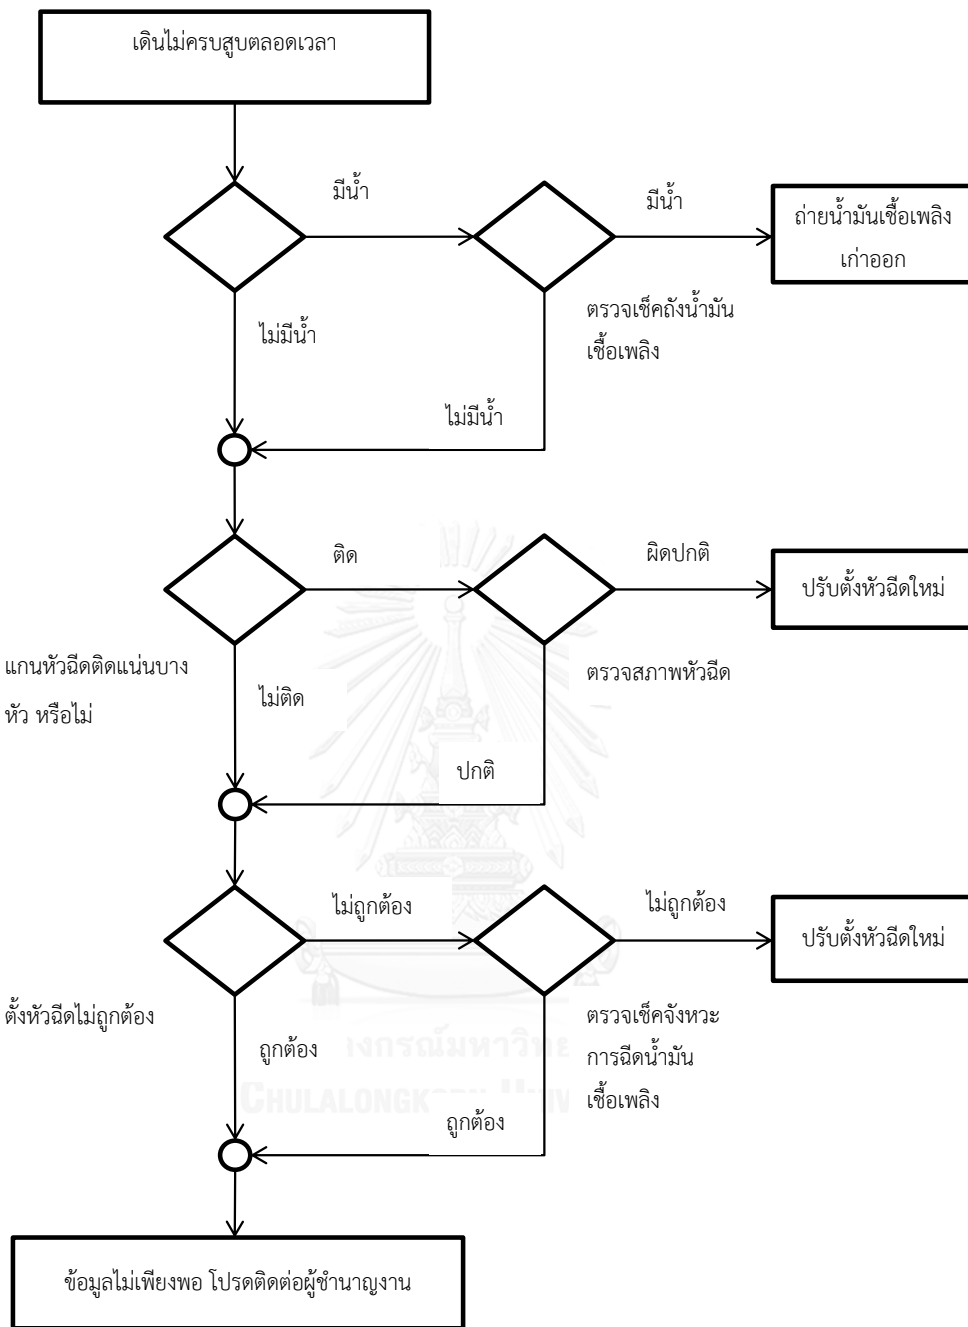 เดินไม่ครบสูบตลอดเวลา
มีน้ำ
มีน้ำ
ถ่ายน้ำมันเชื้อเพลิง
เก่าออก
ไม่มีน้ำ
ตรวจเช็คถังน้ำมัน
เชื้อเพลิง
ไม่มีน้ำ
ติด
ผิดปกติ
ปรับตั้งหัวฉีดใหม่
แกนหัวฉีดติดแน่นบาง
หัว หรือไม่
ไม่ติด
ตรวจสภาพหัวฉีด
ปกติ
ไม่ถูกต้อง
ไม่ถูกต้อง
ปรับตั้งหัวฉีดใหม่
ตั้งหัวฉีดไม่ถูกต้อง
ถูกต้อง
ตรวจเช็คจังหวะ
การฉีดน้ำมัน
เชื้อเพลิง
ถูกต้อง
ข้อมูลไม่เพียงพอ โปรดติดต่อผู้ชำนาญงาน